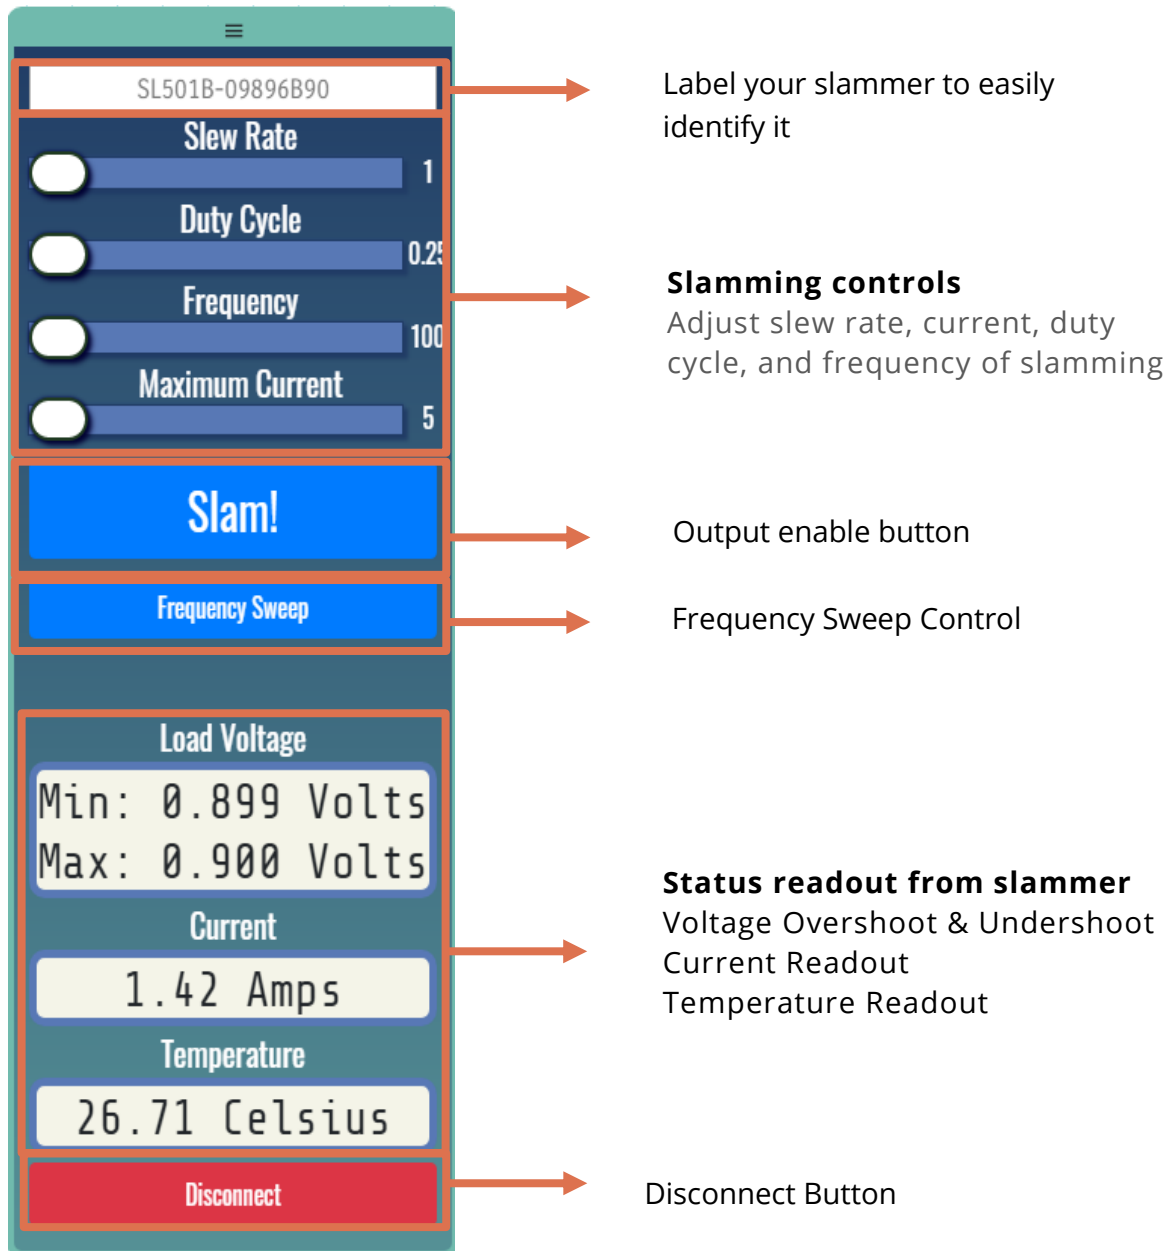 SL501B-09896B90
Label your slammer to easily
identify it
Slew Rate
1
Duty Cycle
0.25
Frequency
100
Maximum Current
5
Slamming controls
Adjust slew rate, current, duty
cycle, and frequency of slamming
Slam!
Output enable button
Frequency Sweep
Frequency Sweep Control
Load Voltage
Min: 0.899 Volts
Max: 0.900 Volts
Current
1.42 Amps
Temperature
26.71 Celsius
Status readout from slammer
Voltage Overshoot & Undershoot
Current Readout
Temperature Readout
Disconnect
Disconnect Button